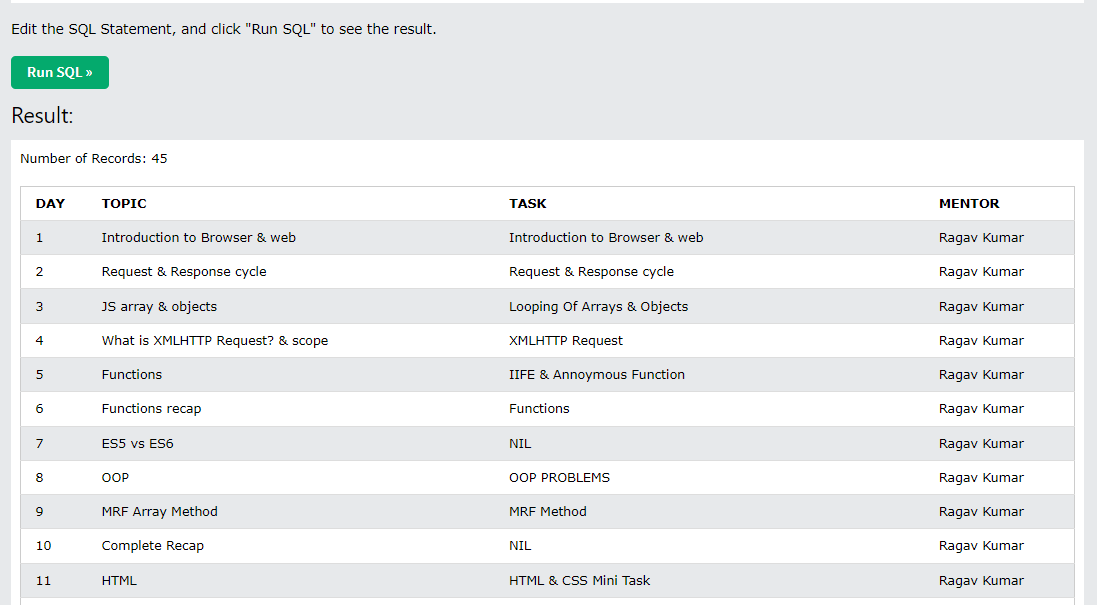 Edit the SQL Statement, and click "Run SQL" to see the result.
Run SQL »
Result:
Number of Records: 45
DAY TOPIC TASK MENTOR
1 Introduction to Browser & web Introduction to Browser & web Ragav Kumar
2 Request & Response cycle Request & Response cycle Ragav Kumar
3 JS array & objects Looping Of Arrays & Objects Ragav Kumar
4 What is XMLHTTP Request? & scope XMLHTTP Request Ragav Kumar
5 Functions IIFE & Annoymous Function Ragav Kumar
6 Functions recap Functions Ragav Kumar
7 ES5 vs ES6 NIL Ragav Kumar
8 OOP OOP PROBLEMS Ragav Kumar
9 MRF Array Method MRF Method Ragav Kumar
10 Complete Recap NIL Ragav Kumar
11 HTML HTML & CSS Mini Task Ragav Kumar